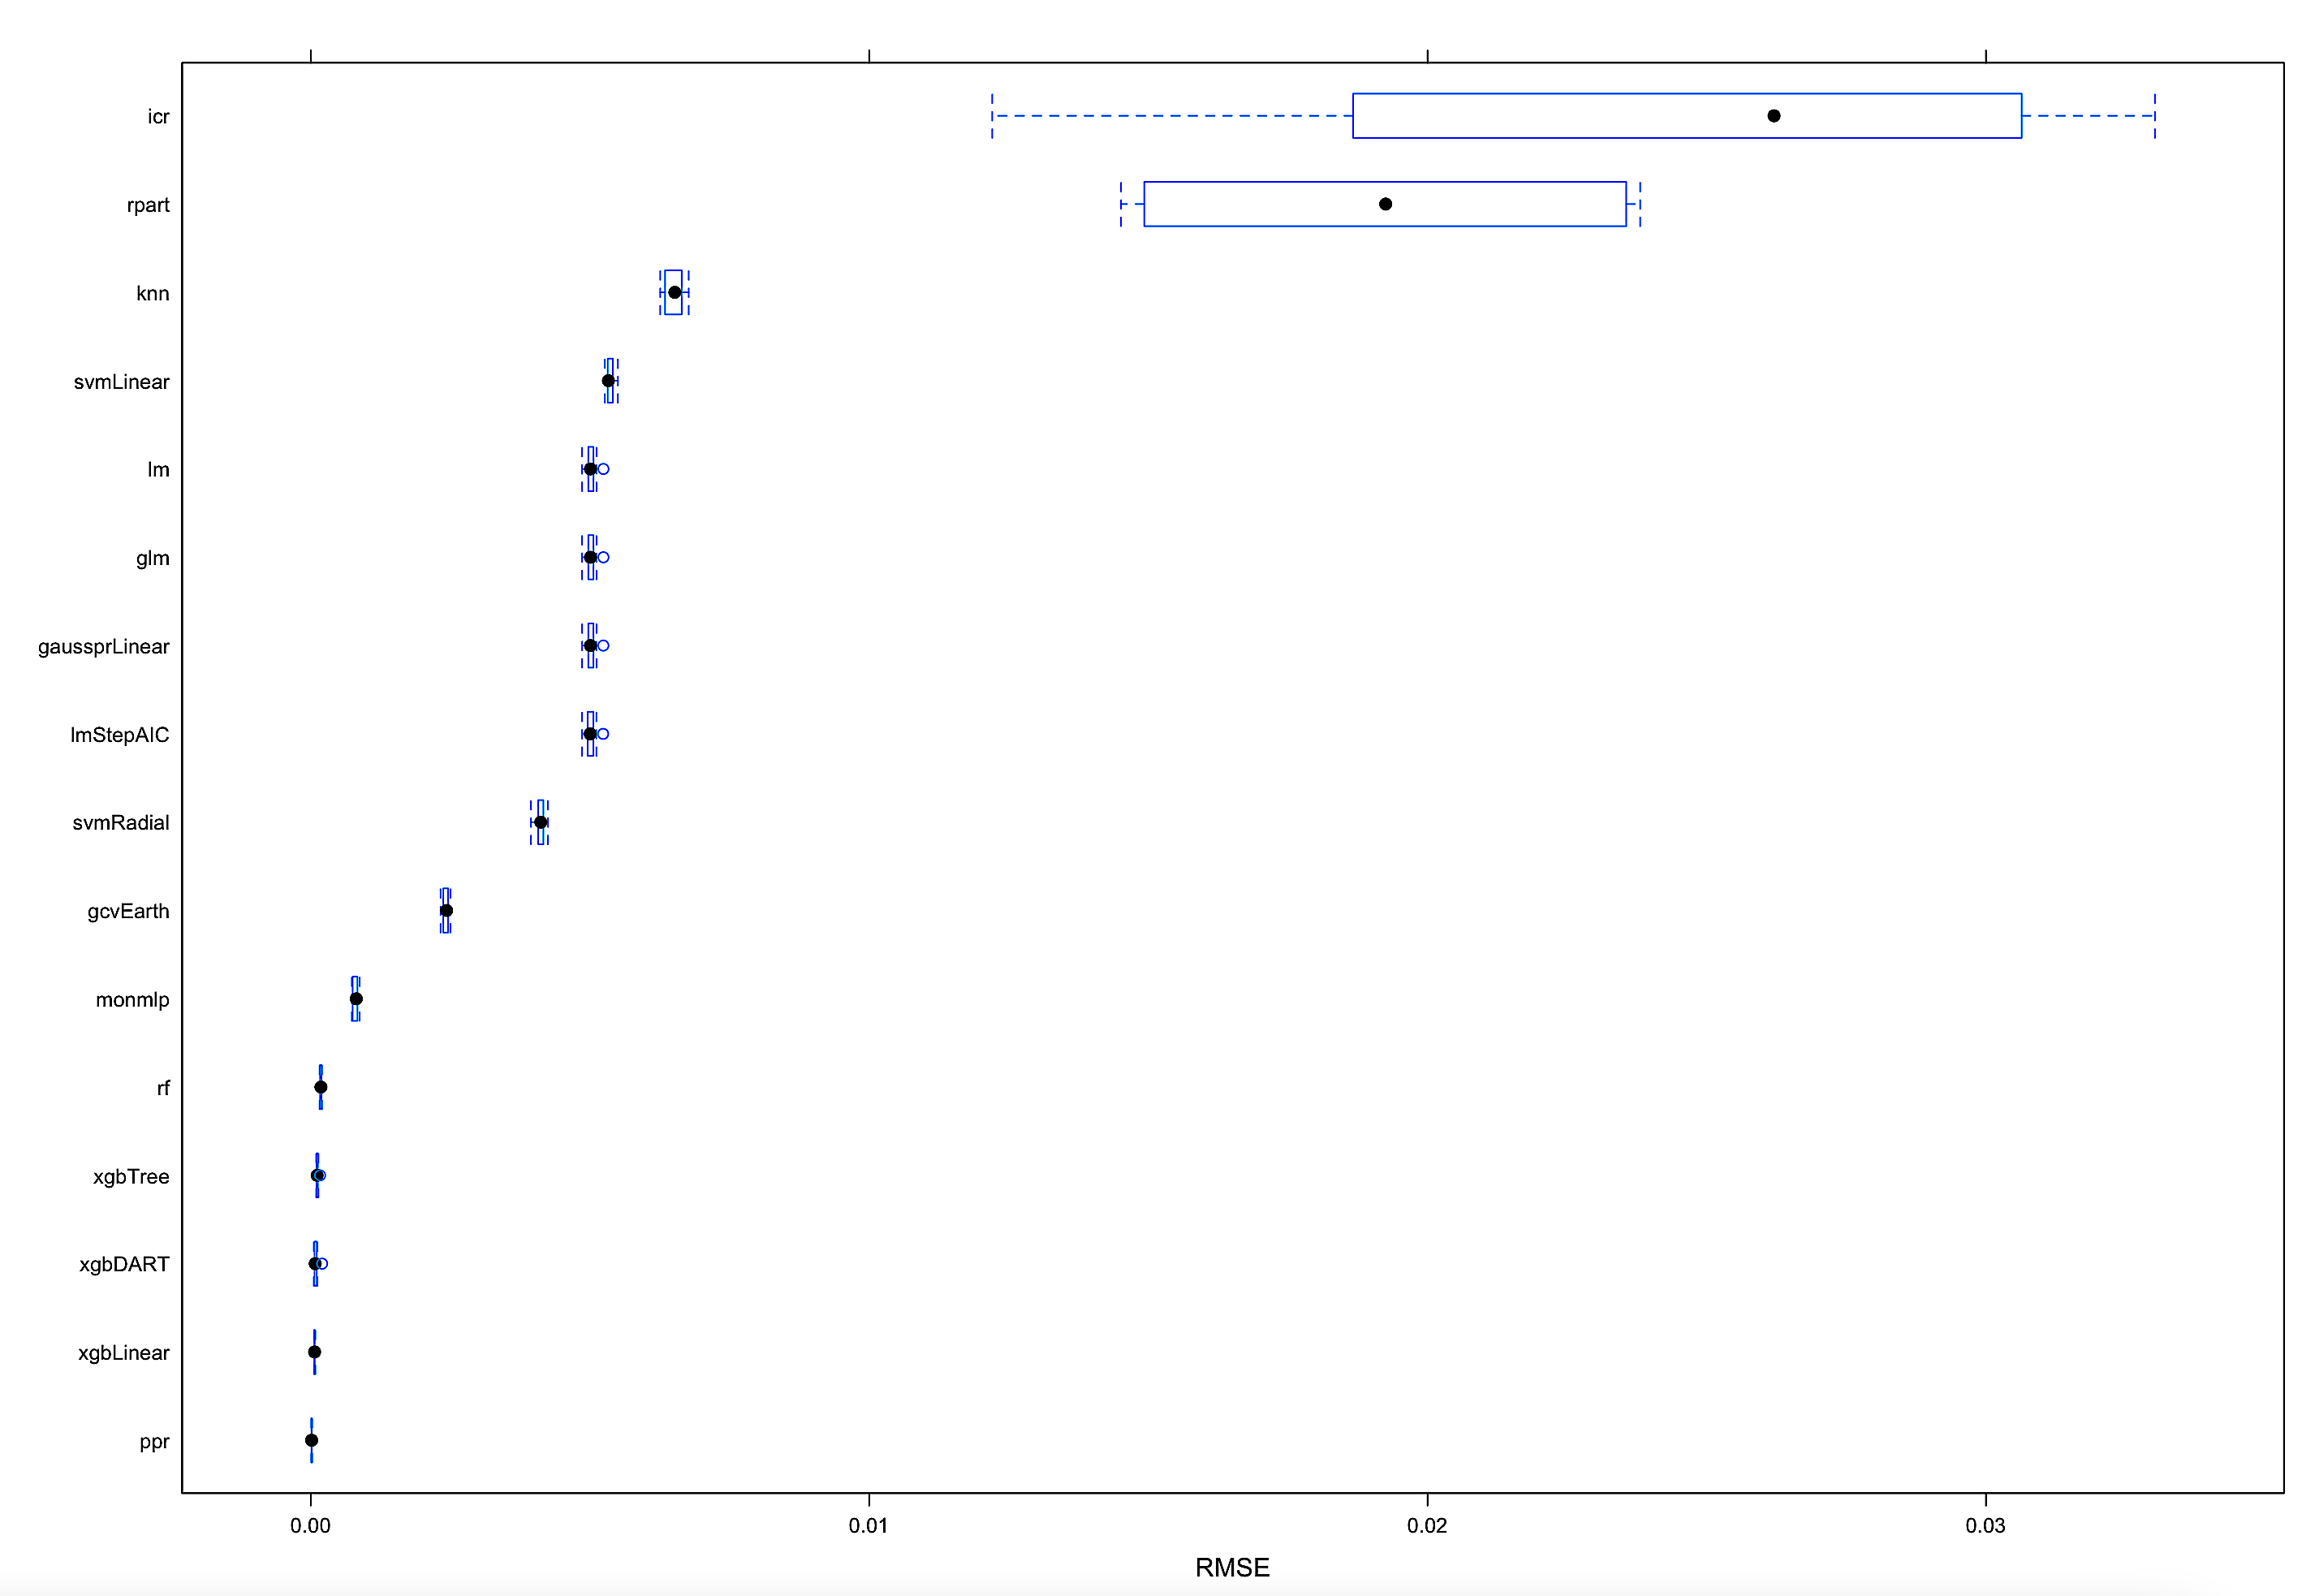 icr
rpart
knn
svmLinear
lm
glm
gaussprLinear
lmStepAIC
svmRadial
gcvEarth
monmlp
rf
xgbTree
xgbDART
xgbLinear
ppr
0.00 0.01 0.02 0.03
RMSE